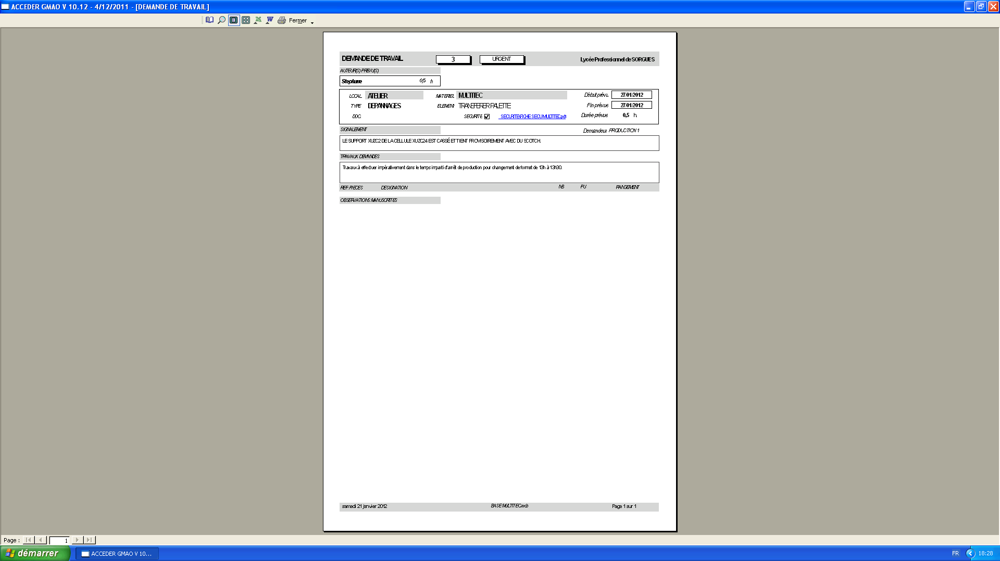 ACCEDER GMAO V 10.12 - 4/12/2011 - [DEMANDE DE TRAVAIL]
Fermer
DEMANDE DE TRAVAIL 3 URGENT Lycée Professionnel de SORGUES
AUTEUR(S) PREVU(S)
Stephane 0,5 h
LOCAL ATELIER MATERIEL MULTITEC Début prévu 27/01/2012
TYPE DEPANNAGES ELEMENT TRANSFERER PALETTE Fin prévue 27/01/2012
DOC. SECURITE SECURITE\FICHE SECU MULTITEC.pdf Durée prévue 0,5 h
SIGNALEMENT Demandeur PRODUCTION 1
LE SUPPORT XUZC2 DE LA CELLULE XUZC24 EST CASSÉ ET TIENT PROVISOIREMENT AVEC DU SCOTCH.
TRAVAUX DEMANDES
Travaux à effectuer impérativement dans le temps imparti d'arrêt de production pour changement de format de 13h à 13h30.
REF. PIECES DESIGNATION NB PU RANGEMENT
OBSERVATIONS MANUSCRITES
samedi 21 janvier 2012 BASE MULTITEC.mdb Page 1 sur 1
Page : 1
démarrer ACCEDER GMAO V 10... FR 18:28